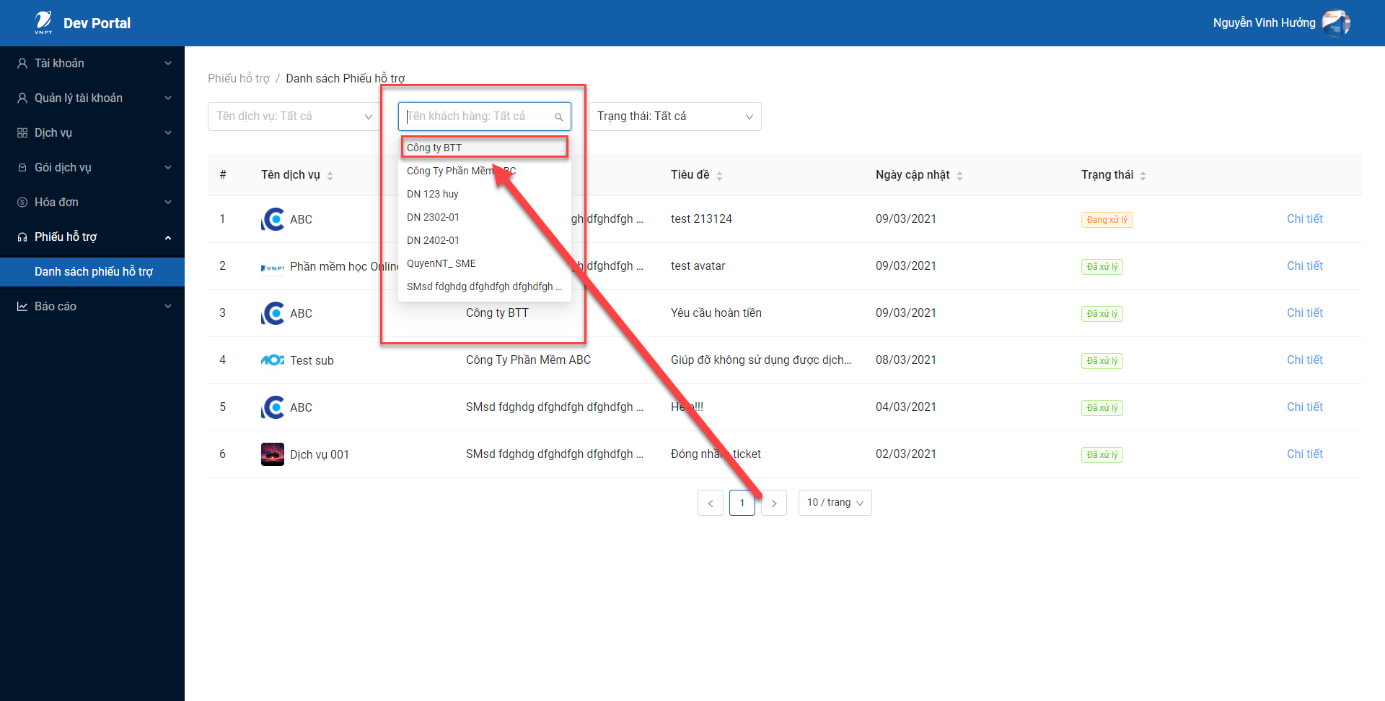 VNPT
Dev Portal
Nguyễn Vinh Hưởng
Tài khoản
Quản lý tài khoản
Dịch vụ
Gói dịch vụ
Hóa đơn
Phiếu hỗ trợ
Danh sách phiếu hỗ trợ
Báo cáo
Phiếu hỗ trợ / Danh sách Phiếu hỗ trợ
Tên dịch vụ: Tất cả
Tên khách hàng: Tất cả
Trạng thái: Tất cả
Công ty BTT
Công Ty Phần Mềm ABC
DN 123 huy
DN 2302-01
DN 2402-01
QuyenNT_ SME
SMsd fdghdg dfghdfgh dfghdfgh ...
# Tên dịch vụ Tiêu đề Ngày cập nhật Trạng thái
1 ABC gh dfghdfgh ... test 213124 09/03/2021 Đang xử lý Chi tiết
2 VNPT Phần mềm học Online gh dfghdfgh ... test avatar 09/03/2021 Đã xử lý Chi tiết
3 ABC Công ty BTT Yêu cầu hoàn tiền 09/03/2021 Đã xử lý Chi tiết
4 Test sub Công Ty Phần Mềm ABC Giúp đỡ không sử dụng được dịch... 08/03/2021 Đã xử lý Chi tiết
5 ABC SMsd fdghdg dfghdfgh dfghdfgh ... Help!!! 04/03/2021 Đã xử lý Chi tiết
6 Dịch vụ 001 SMsd fdghdg dfghdfgh dfghdfgh ... Đóng nhầm ticket 02/03/2021 Đã xử lý Chi tiết
< 1 > 10 / trang